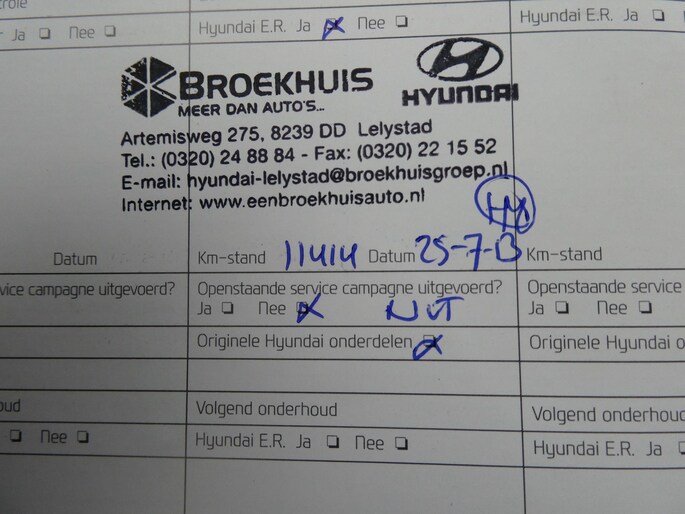 role
Hyundai E.R. Ja ☒ Nee ☐
Ja ☐ Nee ☐
Hyundai E.R. Ja ☐
BROEKHUIS
MEER DAN AUTO'S...
HYUNDAI
Artemisweg 275, 8239 DD Lelystad
Tel.: (0320) 24 88 84 - Fax: (0320) 22 15 52
E-mail: hyundai-lelystad@broekhuisgroep.nl
Internet: www.eenbroekhuisauto.nl
HM
Datum
Km-stand 11414 Datum 25-7-13
Km-stand
vice campagne uitgevoerd?
Openstaande service campagne uitgevoerd?
Openstaande service
Ja ☐ Nee ☒ NVT
Ja ☐ Nee ☐
Originele Hyundai onderdelen ☒
Originele Hyundai o
oud
Volgend onderhoud
Volgend onderhoud
☐ Nee ☐
Hyundai E.R. Ja ☐ Nee ☐
Hyundai E.R. Ja ☐